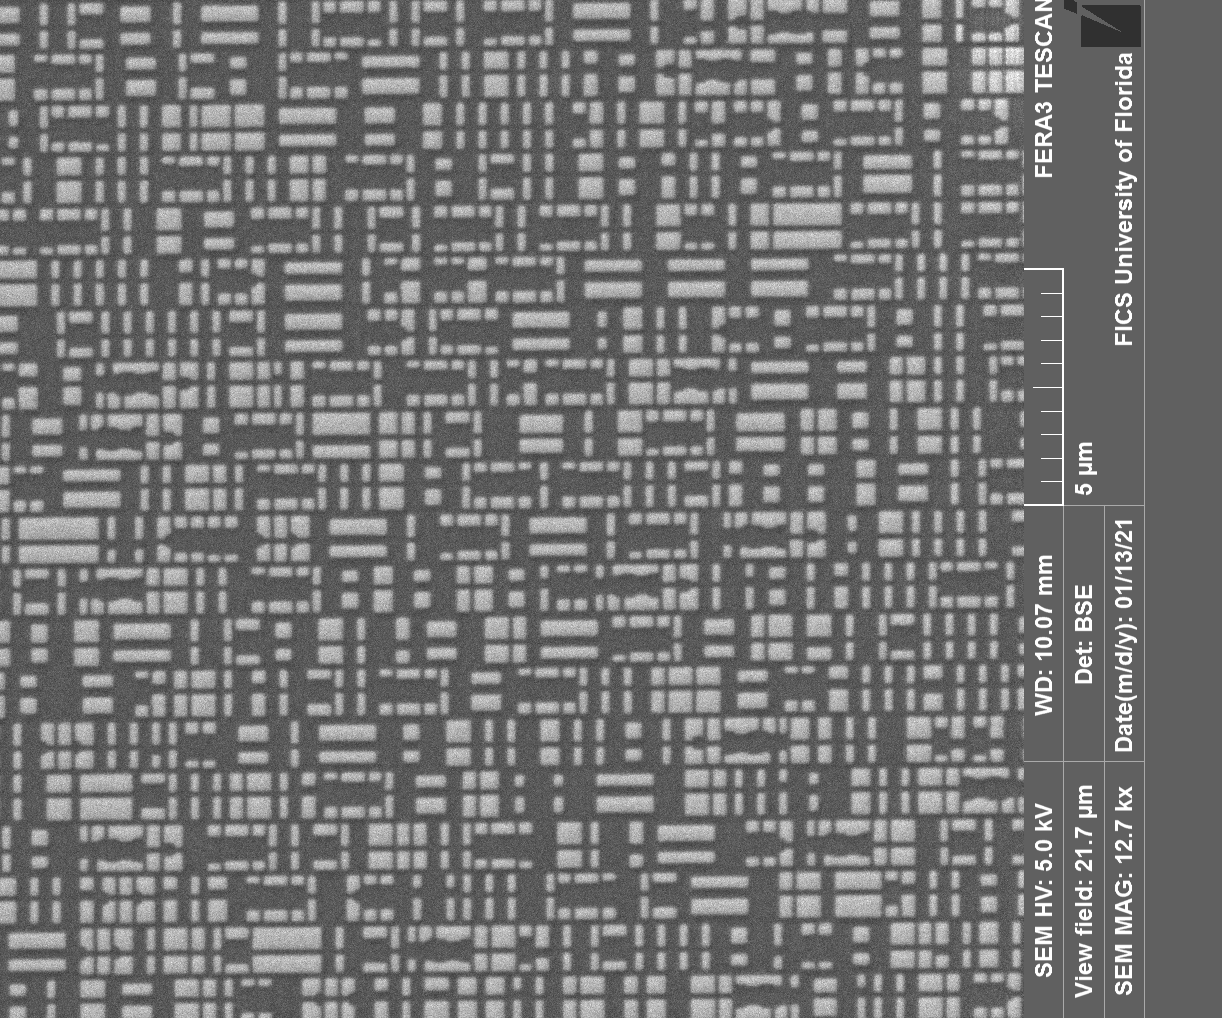 SEM HV: 5.0 kV
WD: 10.07 mm
FERA3 TESCAN
View field: 21.7 µm
Det: BSE
5 µm
SEM MAG: 12.7 kx
Date(m/d/y): 01/13/21
FICS University of Florida